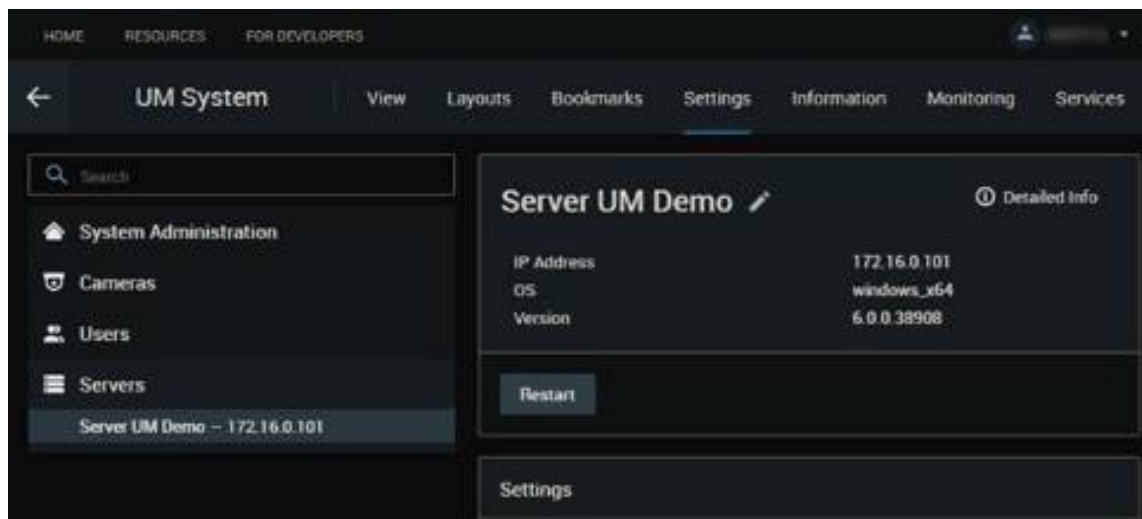 HOME RESOURCES FOR DEVELOPERS
UM System View Layouts Bookmarks Settings Information Monitoring Services
Search
System Administration
Cameras
Users
Servers
Server UM Demo – 172.16.0.101
Server UM Demo Detailed Info
IP Address 172.16.0.101
OS windows_x64
Version 6.0.0.38908
Restart
Settings